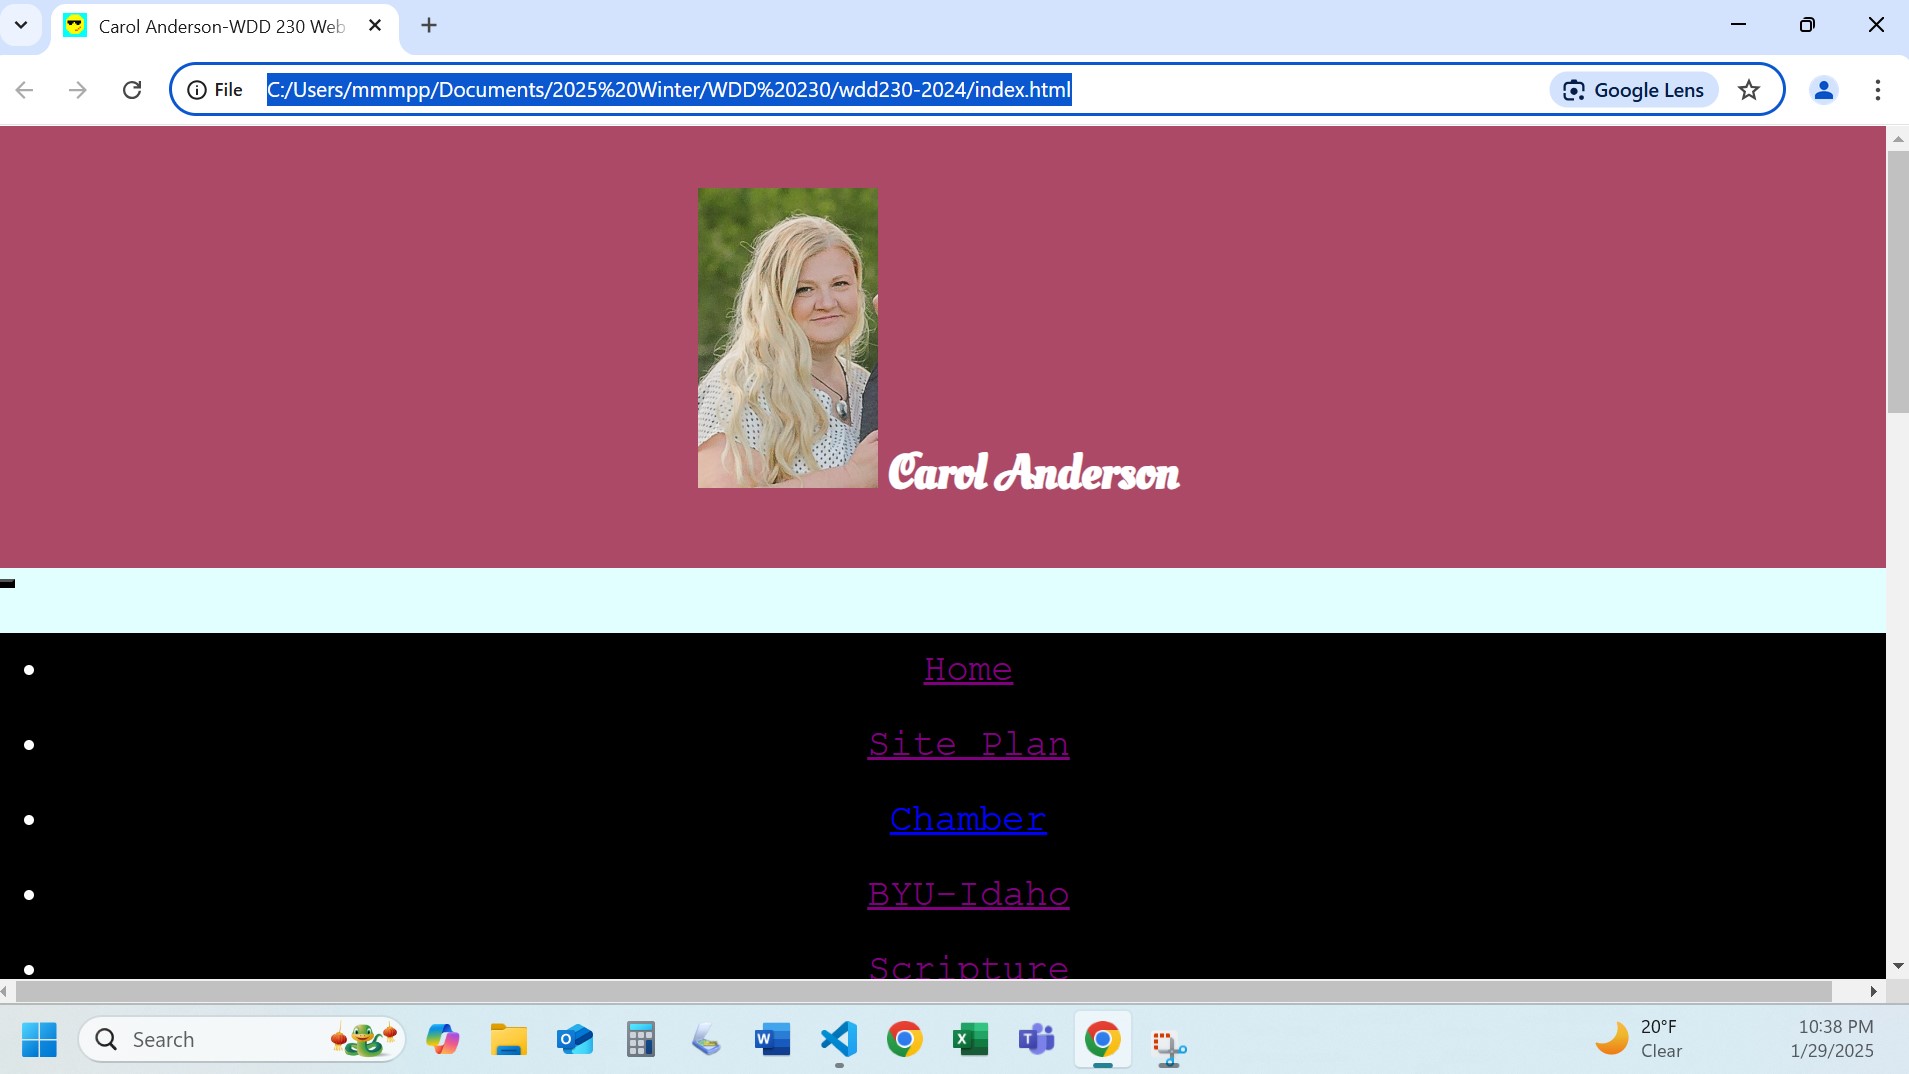 Carol Anderson-WDD 230 Web
File
C:/Users/mmmpp/Documents/2025%20Winter/WDD%20230/wdd230-2024/index.html
Google Lens
Carol Anderson
Home
Site Plan
Chamber
BYU-Idaho
Scripture
Search
20°F
Clear
10:38 PM
1/29/2025